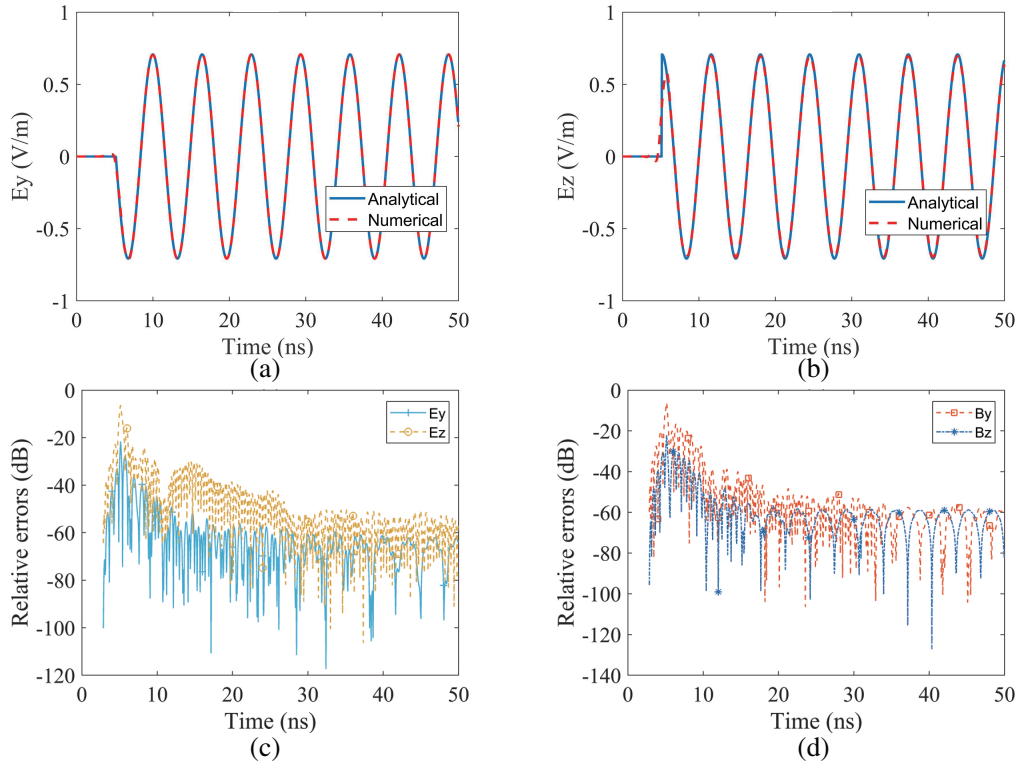 1
0.5
0
-0.5
-1
Ey (V/m)
Analytical
Numerical
0 10 20 30 40 50
Time (ns)
(a)
1
0.5
0
-0.5
-1
Ez (V/m)
Analytical
Numerical
0 10 20 30 40 50
Time (ns)
(b)
0
-20
-40
-60
-80
-100
-120
Relative errors (dB)
Ey
Ez
0 10 20 30 40 50
Time (ns)
(c)
0
-20
-40
-60
-80
-100
-120
-140
Relative errors (dB)
By
Bz
0 10 20 30 40 50
Time (ns)
(d)